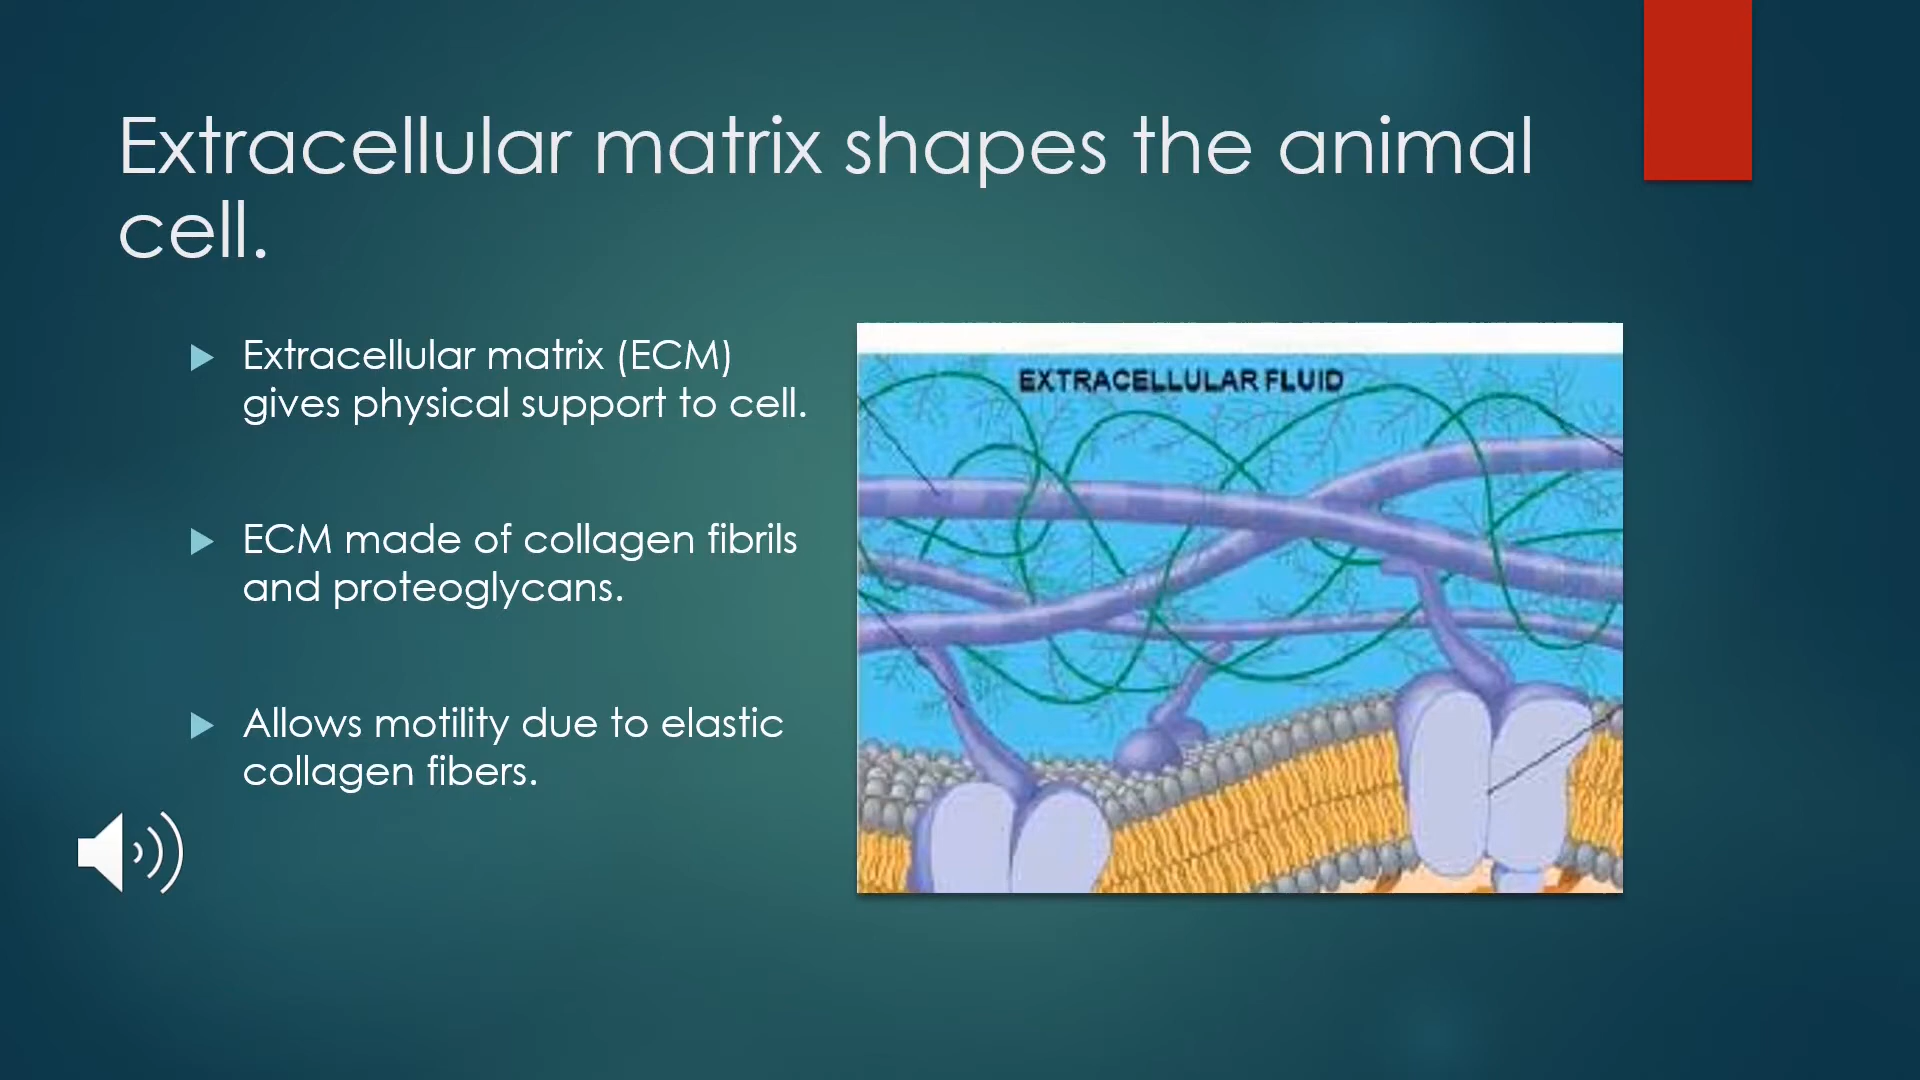 Extracellular matrix shapes the animal
cell.
Extracellular matrix (ECM)
gives physical support to cell.
ECM made of collagen fibrils
and proteoglycans.
Allows motility due to elastic
collagen fibers.
EXTRACELLULAR FLUID